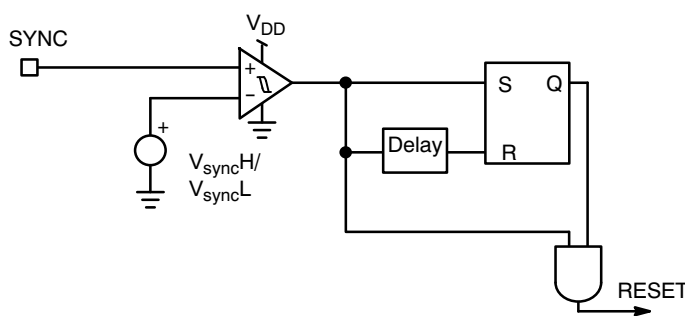 SYNC
VDD
+
−
+
VsyncH/
VsyncL
S Q
Delay
R
RESET